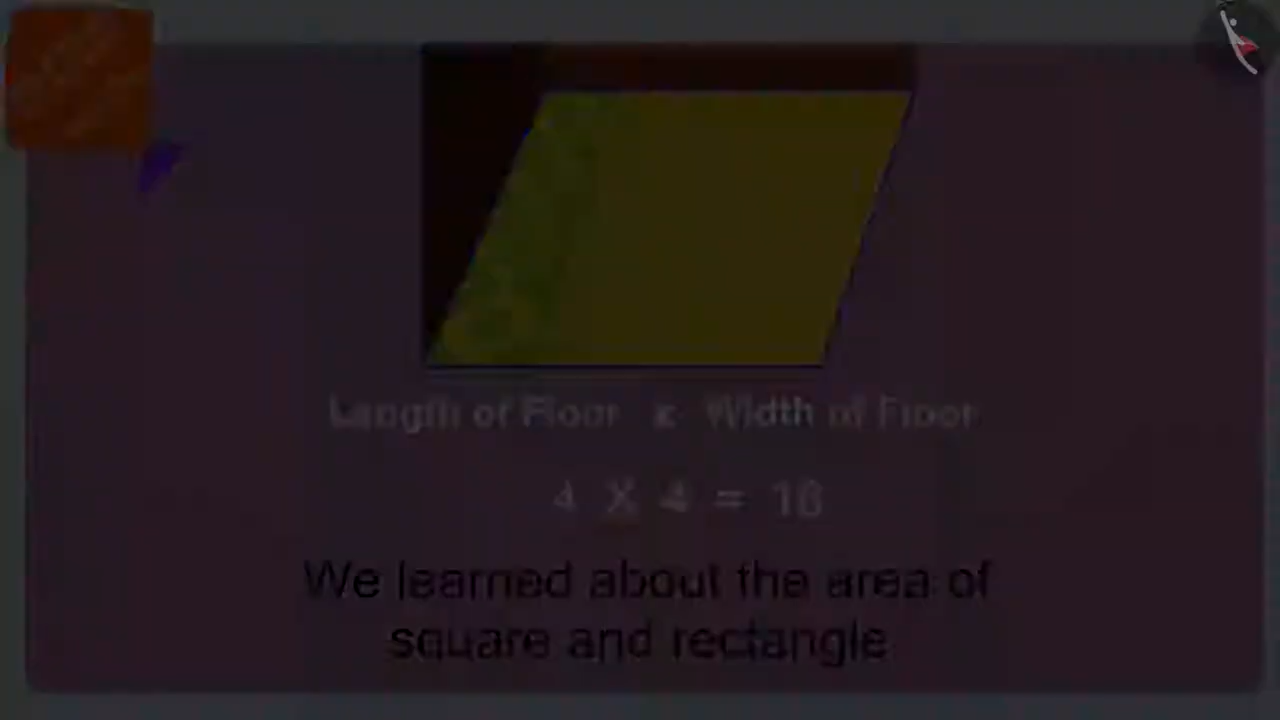 Length of Floor x Width of Floor
4 X 4 = 16
We learned about the area of
square and rectangle